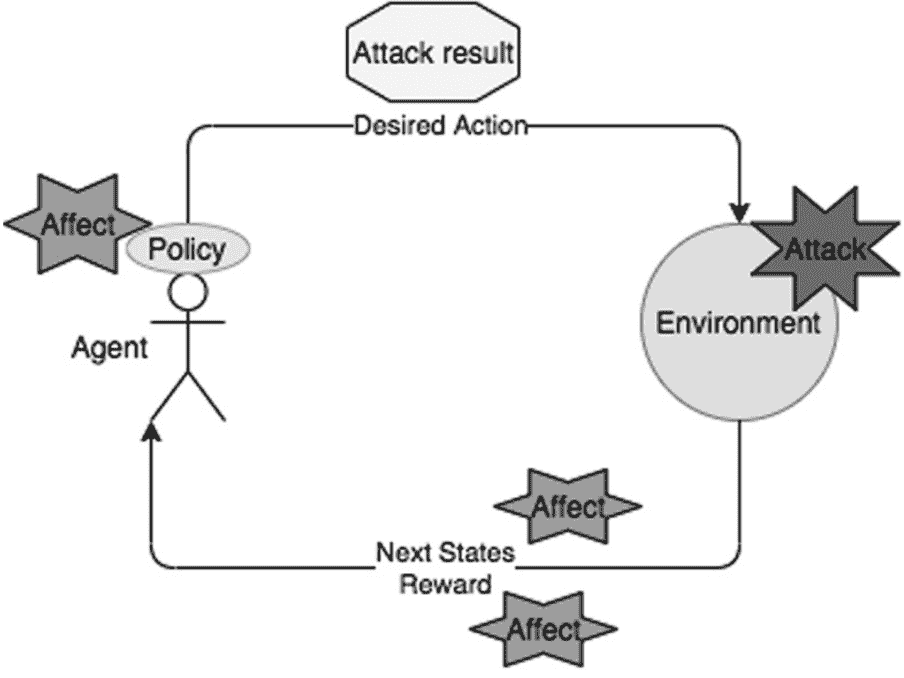 Attack result
Desired Action
Affect
Policy
Attack
Environment
Agent
Affect
Next States
Reward
Affect